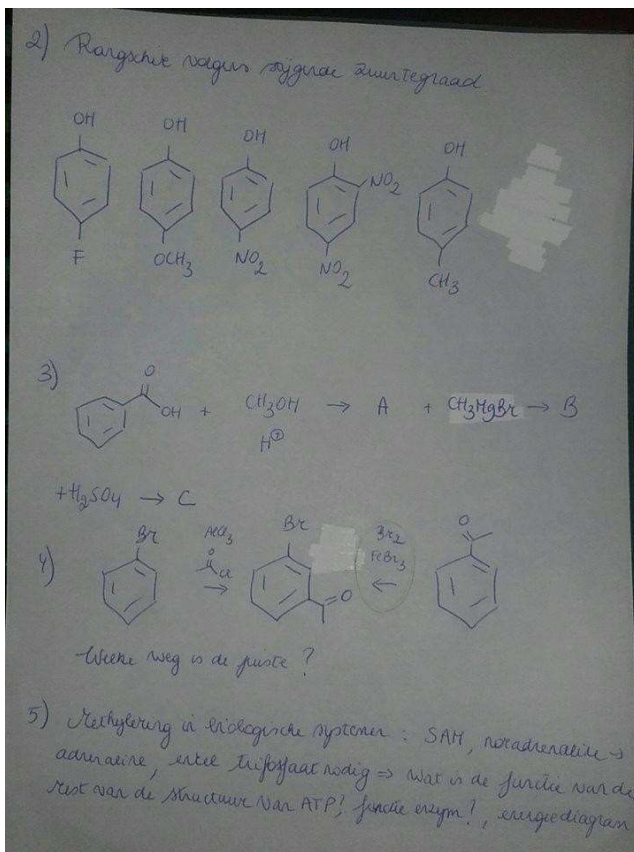 2) Rangschik volgens stijgende zuurtegraad
OH OH OH OH OH
NO2
F OCH3 NO2 NO2 CH3
3) O
OH + CH3OH → A + CH3MgBr → B
H⊕
+ H2SO4 → C
4) Br AlCl3 Br Br2 O
O Cl → FeBr3 ←
O
Welke weg is de juiste ?
5) Methylering in biologische systemen : SAM, noradrenaline →
adrenaline, enkel trifosfaat nodig ⇒ wat is de functie van de
rest van de structuur van ATP?, functie enzym?, energiediagram